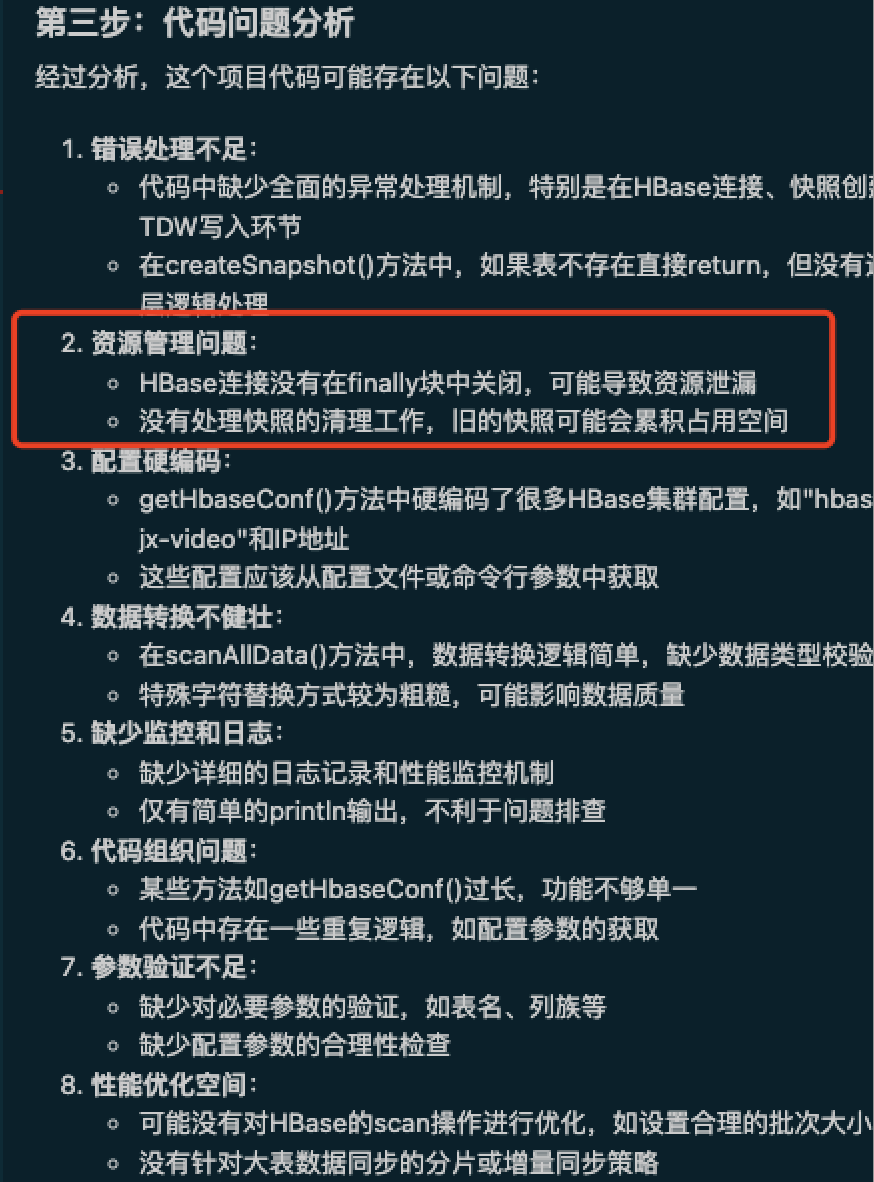 第三步：代码问题分析
经过分析，这个项目代码可能存在以下问题：
1. 错误处理不足：
代码中缺少全面的异常处理机制，特别是在HBase连接、快照创
TDW写入环节
在createSnapshot()方法中，如果表不存在直接return，但没有
层逻辑处理
2. 资源管理问题：
HBase连接没有在finally块中关闭，可能导致资源泄漏
没有处理快照的清理工作，旧的快照可能会累积占用空间
3. 配置硬编码：
getHbaseConf()方法中硬编码了很多HBase集群配置，如"hbas
jx-video"和IP地址
这些配置应该从配置文件或命令行参数中获取
4. 数据转换不健壮：
在scanAllData()方法中，数据转换逻辑简单，缺少数据类型校验
特殊字符替换方式较为粗糙，可能影响数据质量
5. 缺少监控和日志：
缺少详细的日志记录和性能监控机制
仅有简单的println输出，不利于问题排查
6. 代码组织问题：
某些方法如getHbaseConf()过长，功能不够单一
代码中存在一些重复逻辑，如配置参数的获取
7. 参数验证不足：
缺少对必要参数的验证，如表名、列族等
缺少配置参数的合理性检查
8. 性能优化空间：
可能没有对HBase的scan操作进行优化，如设置合理的批次大小
没有针对大表数据同步的分片或增量同步策略